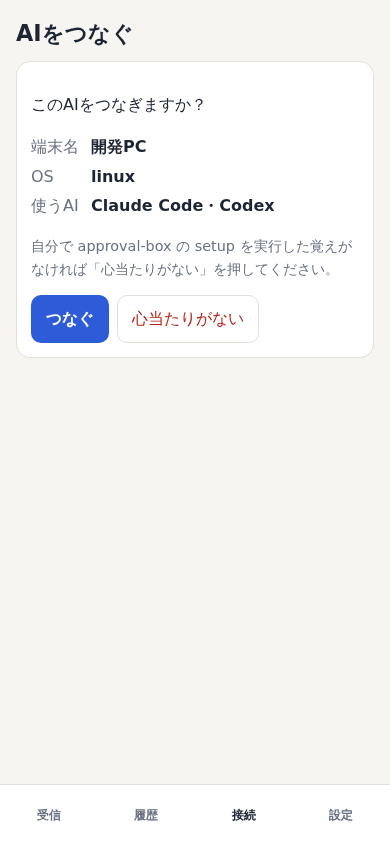 AIをつなぐ
このAIをつなぎますか？
端末名 開発PC
OS linux
使うAI Claude Code・Codex
自分で approval-box の setup を実行した覚えが
なければ「心当たりがない」を押してください。
つなぐ 心当たりがない
受信 履歴 接続 設定